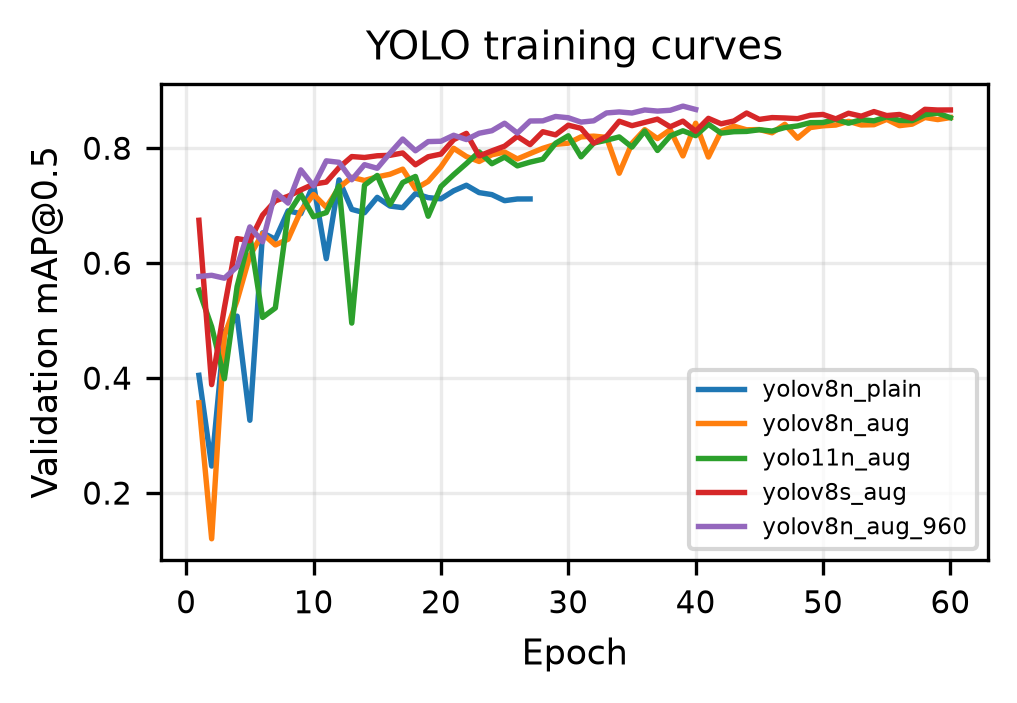 YOLO training curves
Validation mAP@0.5
0.8
0.6
0.4
0.2
0
10
20
30
40
50
60
Epoch
yolov8n_plain
yolov8n_aug
yolo11n_aug
yolov8s_aug
yolov8n_aug_960